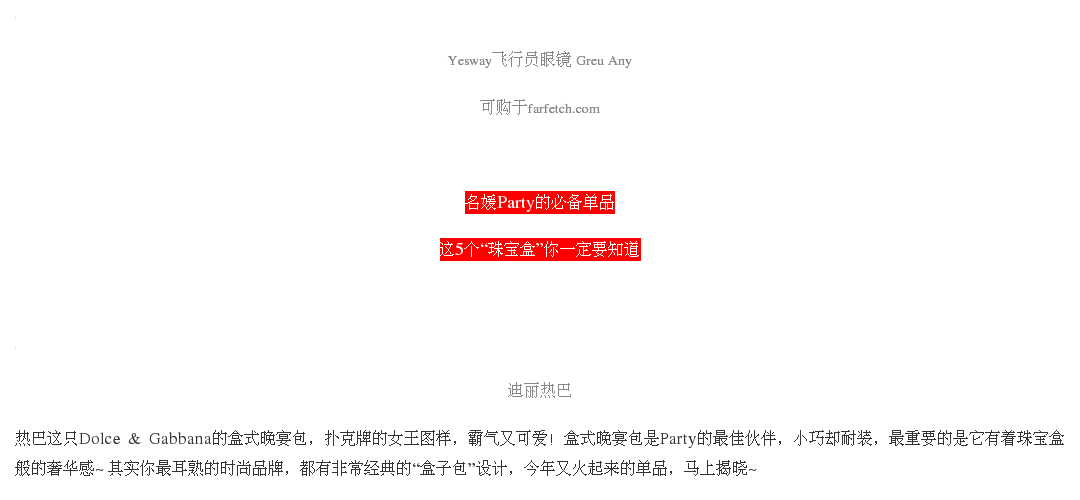 Yesway飞行员眼镜 Greu Any
可购于farfetch.com
名媛Party的必备单品
这5个“珠宝盒”你一定要知道
迪丽热巴
热巴这只Dolce & Gabbana的盒式晚宴包，扑克牌的女王图样，霸气又可爱！盒式晚宴包是Party的最佳伙伴，小巧却耐装，最重要的是它有着珠宝盒
般的奢华感~ 其实你最耳熟的时尚品牌，都有非常经典的“盒子包”设计，今年又火起来的单品，马上揭晓~